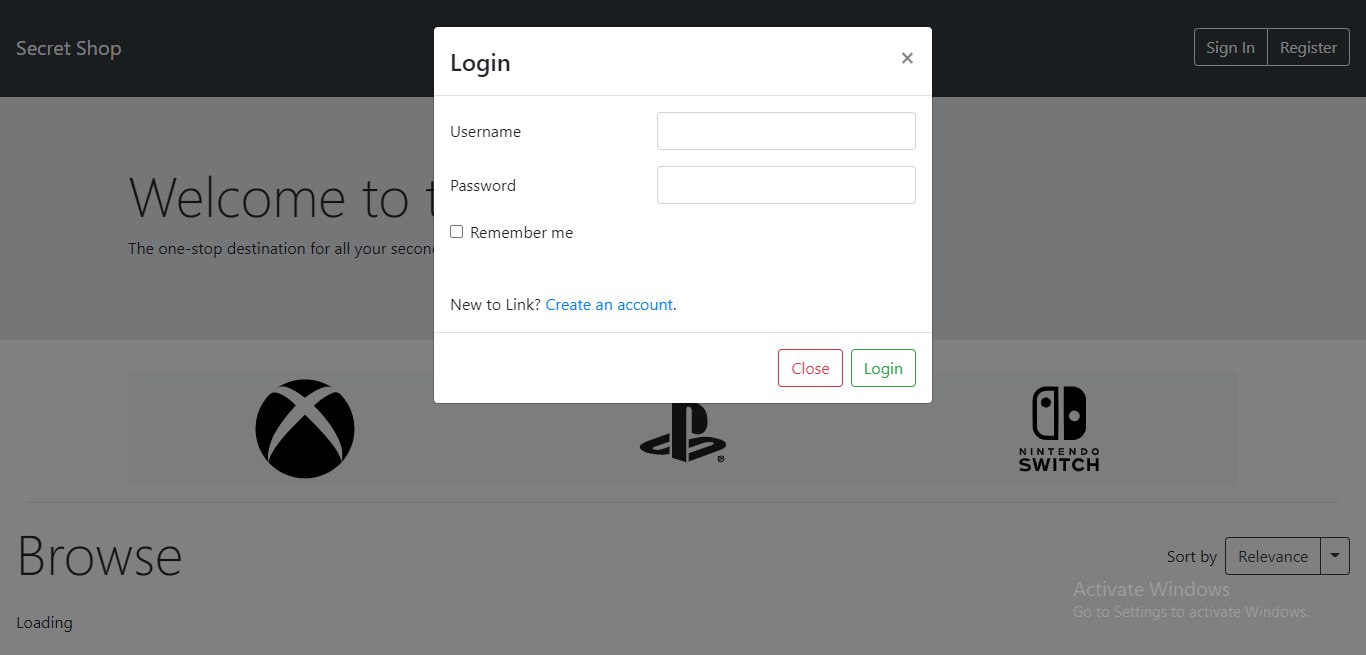 Secret Shop
Sign In
Register
Login
×
Username
Password
Remember me
New to Link? Create an account.
Close
Login
Welcome to t
The one-stop destination for all your secon
NINTENDO
SWITCH
Browse
Sort by
Relevance
Loading
Activate Windows
Go to Settings to activate Windows.